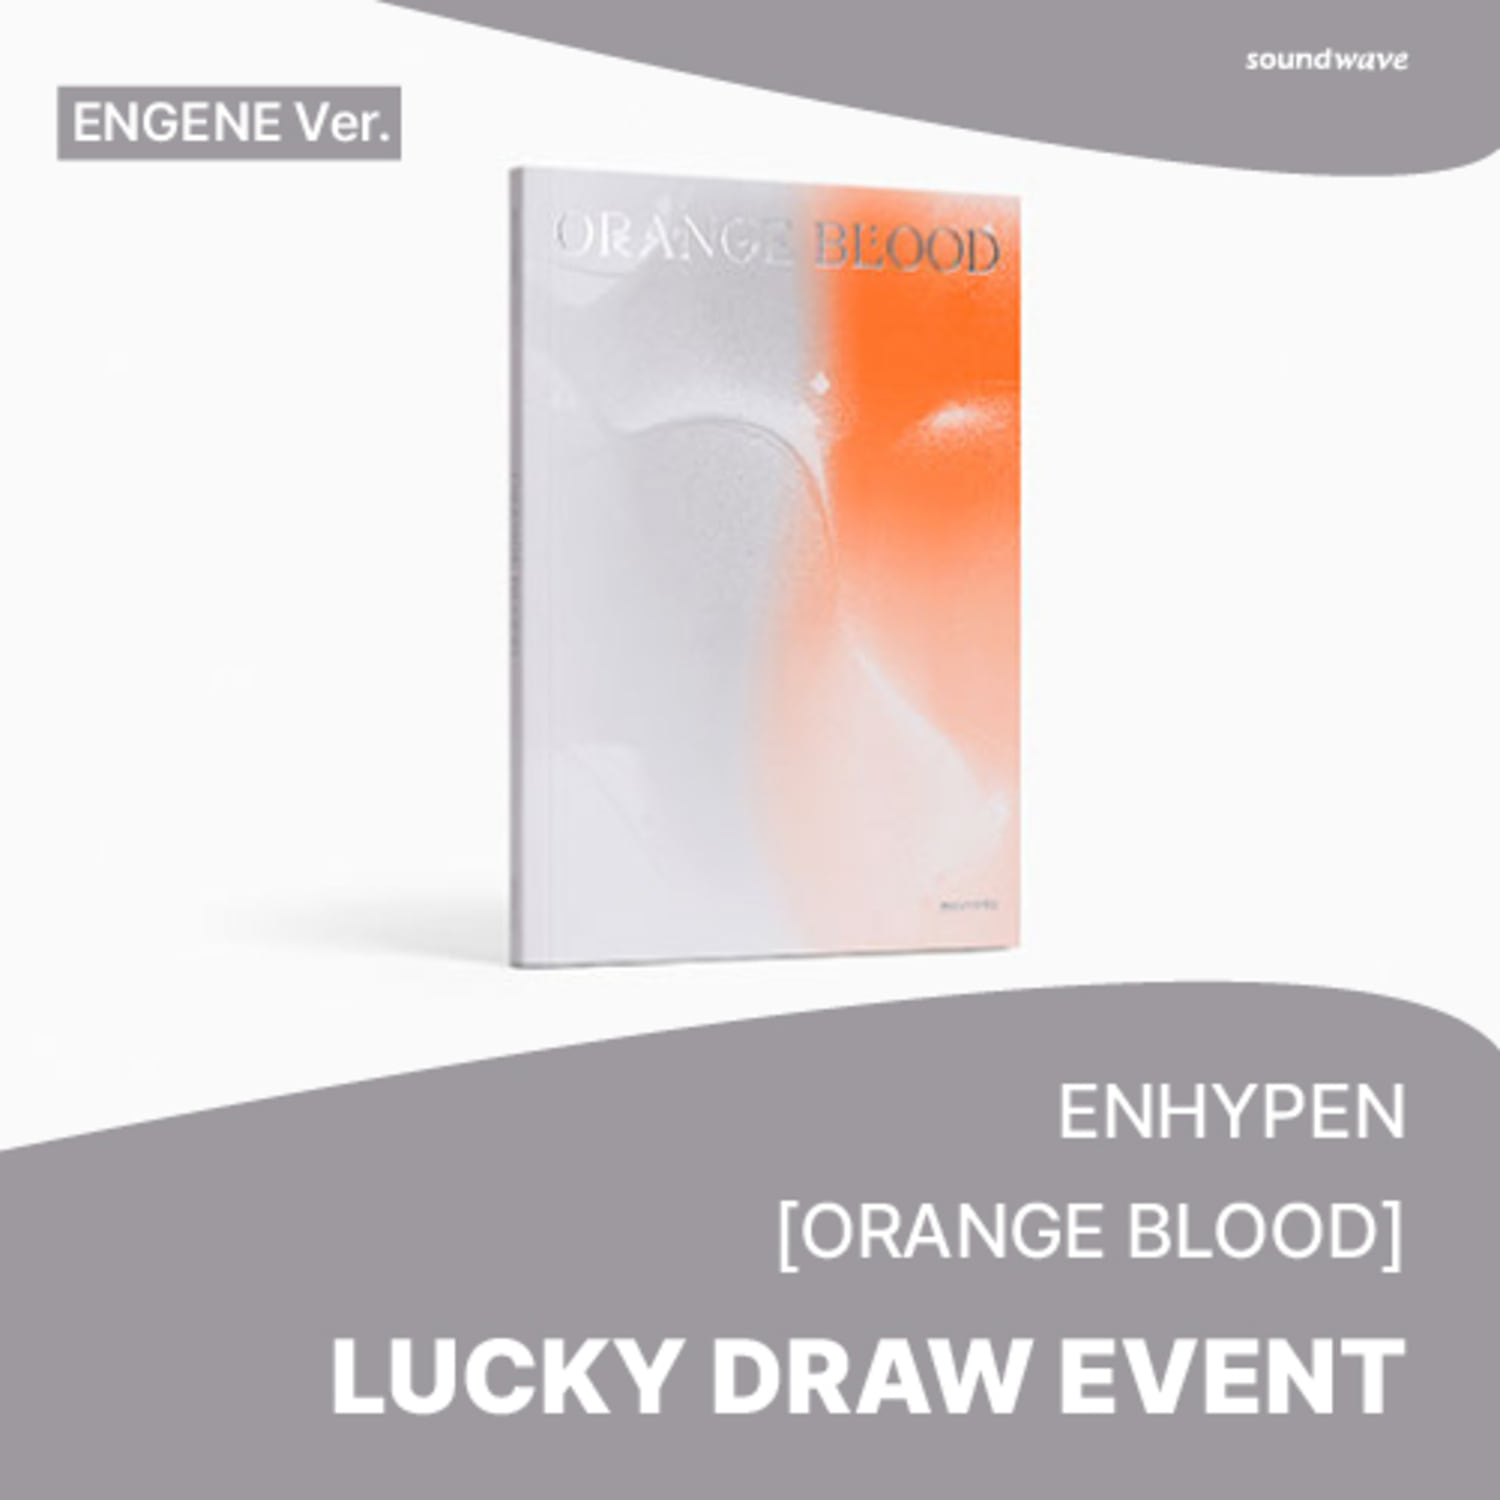 soundwave
ENGENE Ver.
ORANGE BLOOD
ENHYPEN
[ORANGE BLOOD]
LUCKY DRAW EVENT